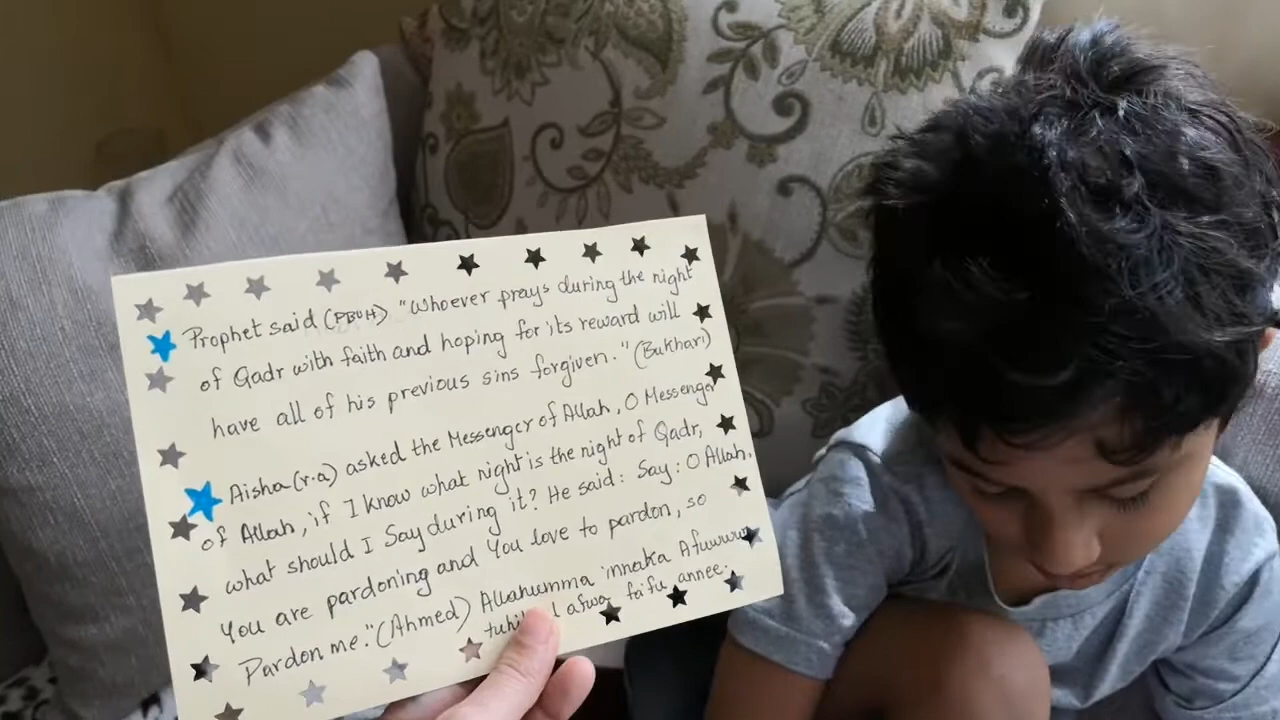 Prophet said (PBUH) "Whoever prays during the night
of Qadr with faith and hoping for its reward will
have all of his previous sins forgiven." (Bukhari)
Aisha (r.a) asked the Messenger of Allah, O Messenger
of Allah, if I know what night is the night of Qadr,
what should I Say during it? He said: Say: O Allah,
You are pardoning and You love to pardon, so
Pardon me." (Ahmed) Allahumma innaka Afuwwun
afwa fa'fu annee.